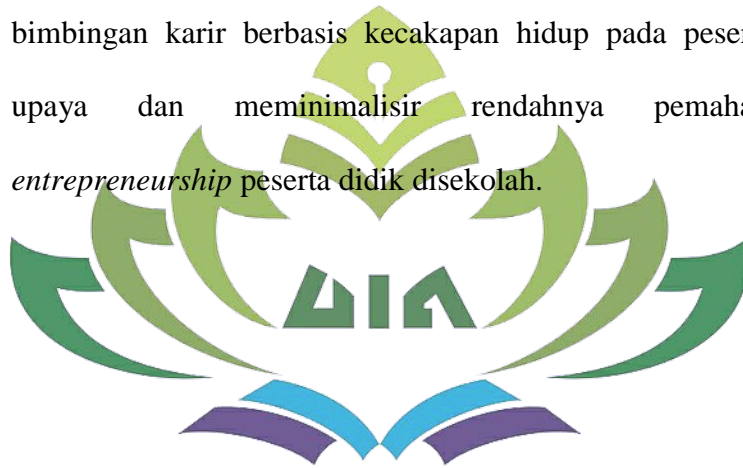 bimbingan karir berbasis kecakapan hidup pada
upaya dan meminimalisir rendahnya
entrepreneurship peserta didik disekolah.